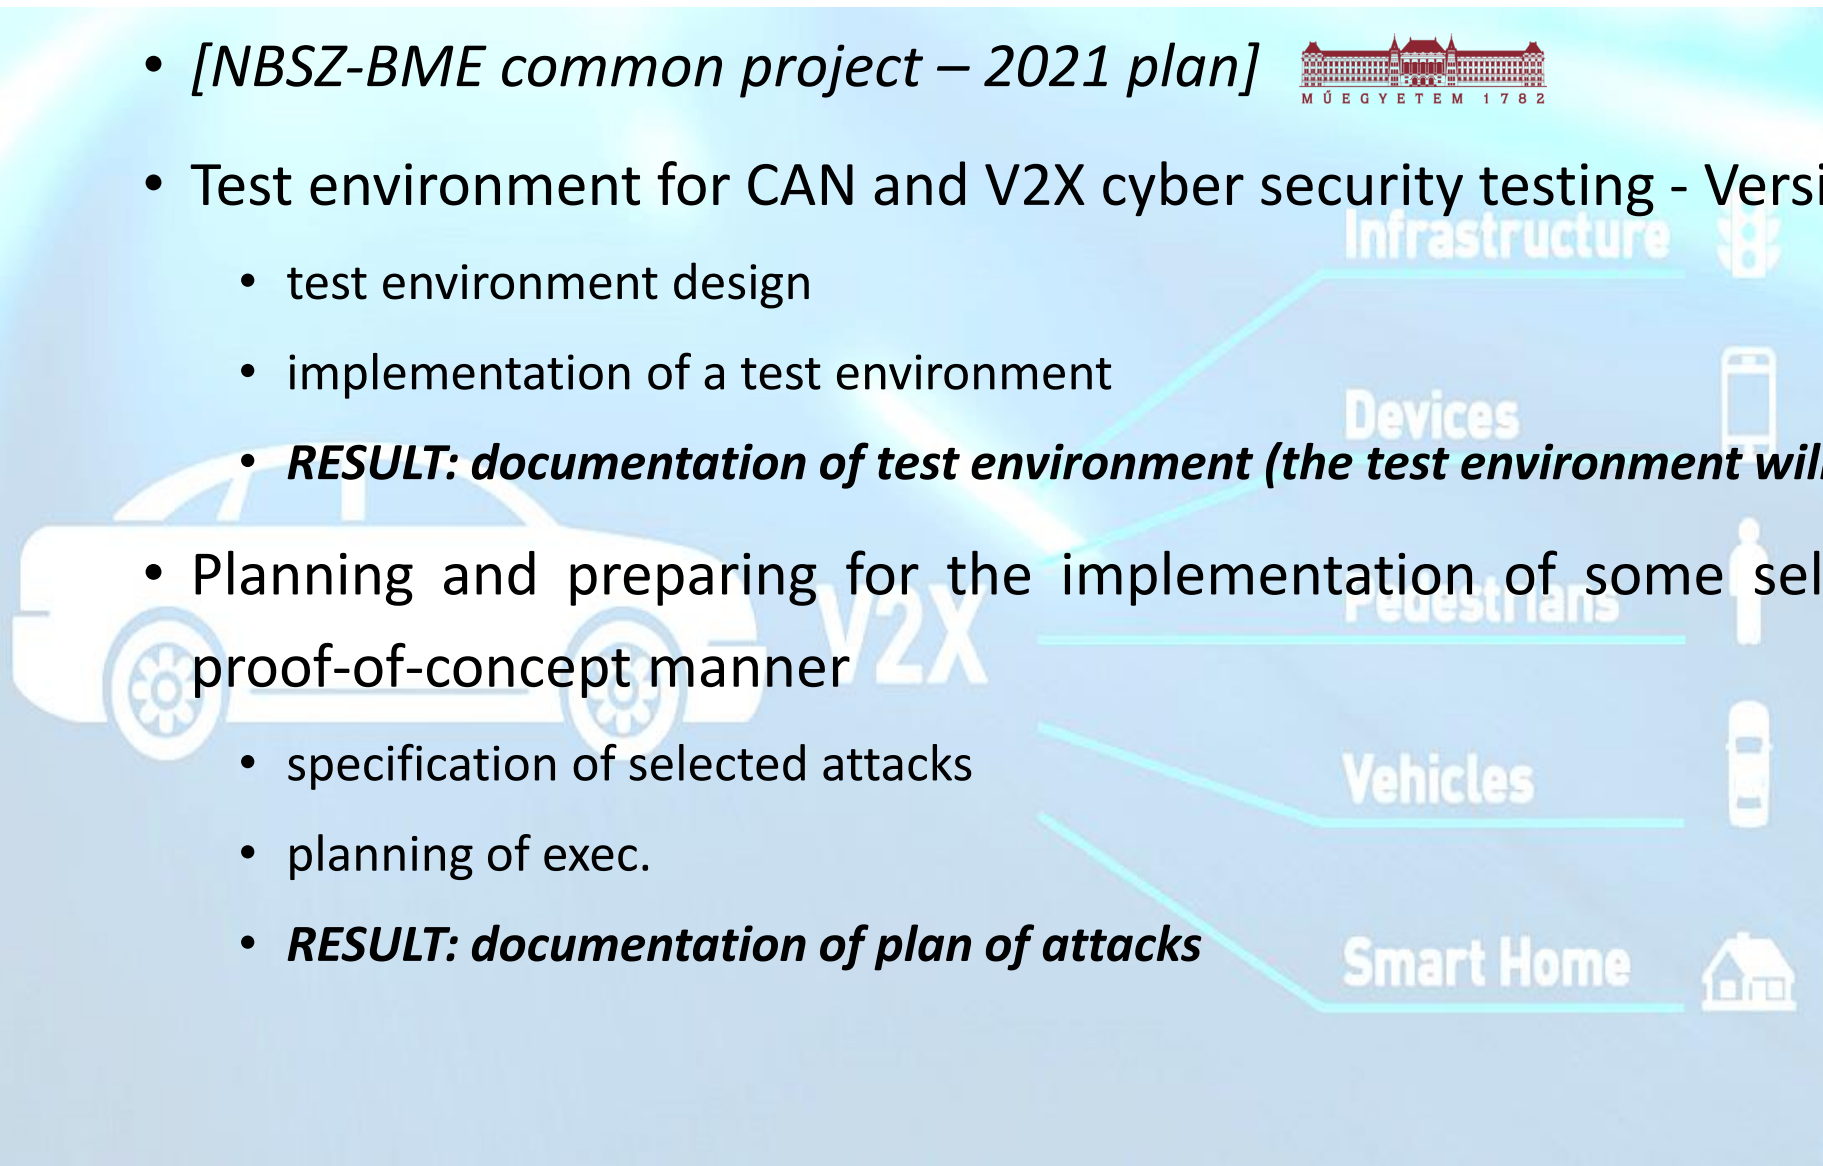 • [NBSZ-BME common project – 2021 plan]
MŰEGYETEM 1782
• Test environment for CAN and V2X cyber security testing -
Infrastructure
• test environment design
• implementation of a test environment
Devices
• RESULT: documentation of test environment (the test environment will
• Planning and preparing for the implementation of some
Pedestrians
proof-of-concept manner
V2X
• specification of selected attacks
Vehicles
• planning of exec.
• RESULT: documentation of plan of attacks
Smart Home